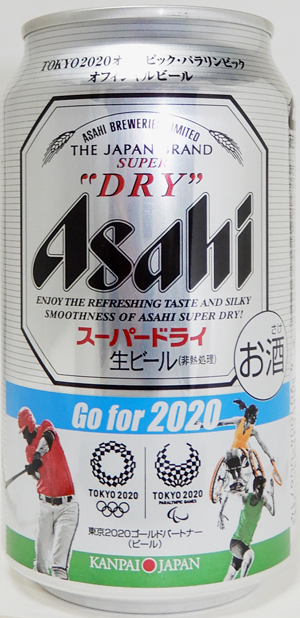 TOKYO2020オ ピック・パラリンピック
オフィシャルビール
ASAHI BREWERIES, LIMITED
THE JAPAN BRAND
SUPER
"DRY"
Asahi
ENJOY THE REFRESHING TASTE AND SILKY
SMOOTHNESS OF ASAHI SUPER DRY!
スーパードライ
生ビール(非熱処理)
さけ
お酒
Go for 2020
TOKYO 2020
TOKYO 2020
PARALYMPIC GAMES
東京2020ゴールドパートナー
(ビール)
KANPAI JAPAN